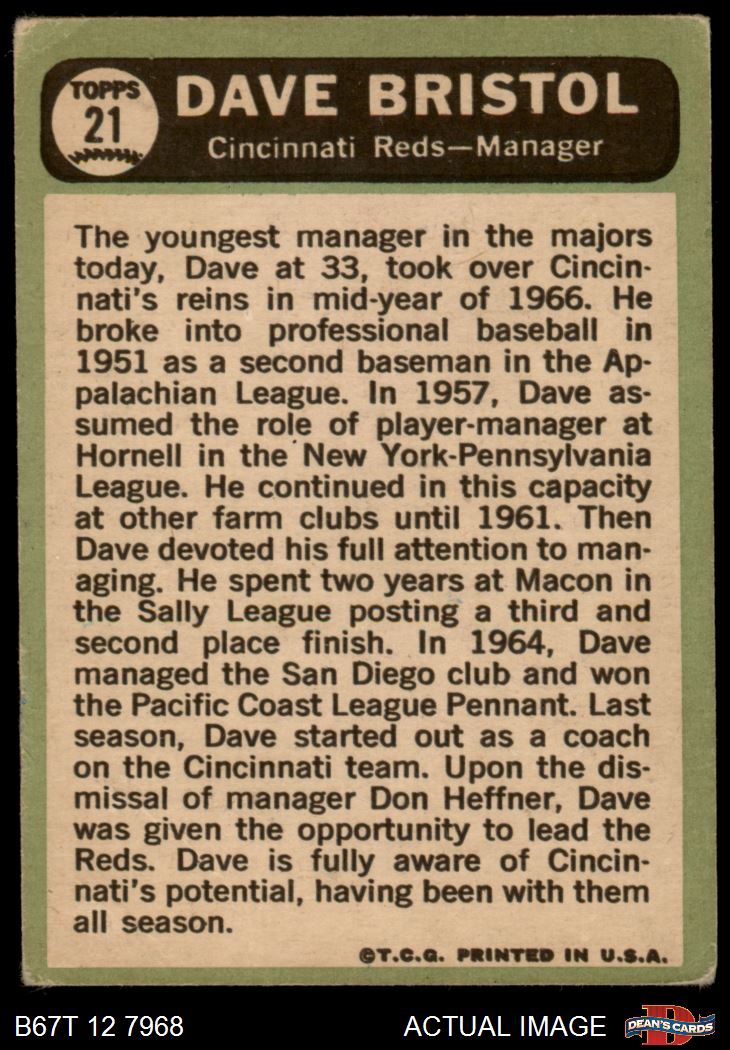 TOPPS
21
DAVE BRISTOL
Cincinnati Reds—Manager
The youngest manager in the majors
today, Dave at 33, took over Cincin-
nati's reins in mid-year of 1966. He
broke into professional baseball in
1951 as a second baseman in the Ap-
palachian League. In 1957, Dave as-
sumed the role of player-manager at
Hornell in the New York-Pennsylvania
League. He continued in this capacity
at other farm clubs until 1961. Then
Dave devoted his full attention to man-
aging. He spent two years at Macon in
the Sally League posting a third and
second place finish. In 1964, Dave
managed the San Diego club and won
the Pacific Coast League Pennant. Last
season, Dave started out as a coach
on the Cincinnati team. Upon the dis-
missal of manager Don Heffner, Dave
was given the opportunity to lead the
Reds. Dave is fully aware of Cincin-
nati's potential, having been with them
all season.
©T.C.G. PRINTED IN U.S.A.
B67T 12 7968
ACTUAL IMAGE
D
DEAN'S CARDS